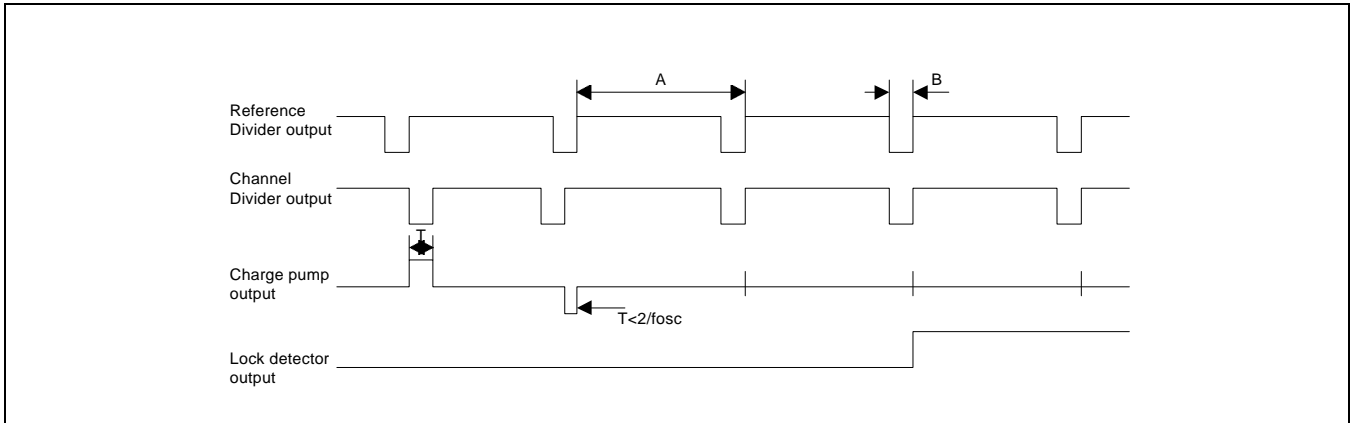 A
B
Reference
Divider output
Channel
Divider output
T
Charge pump
output
T<2/fosc
Lock detector
output